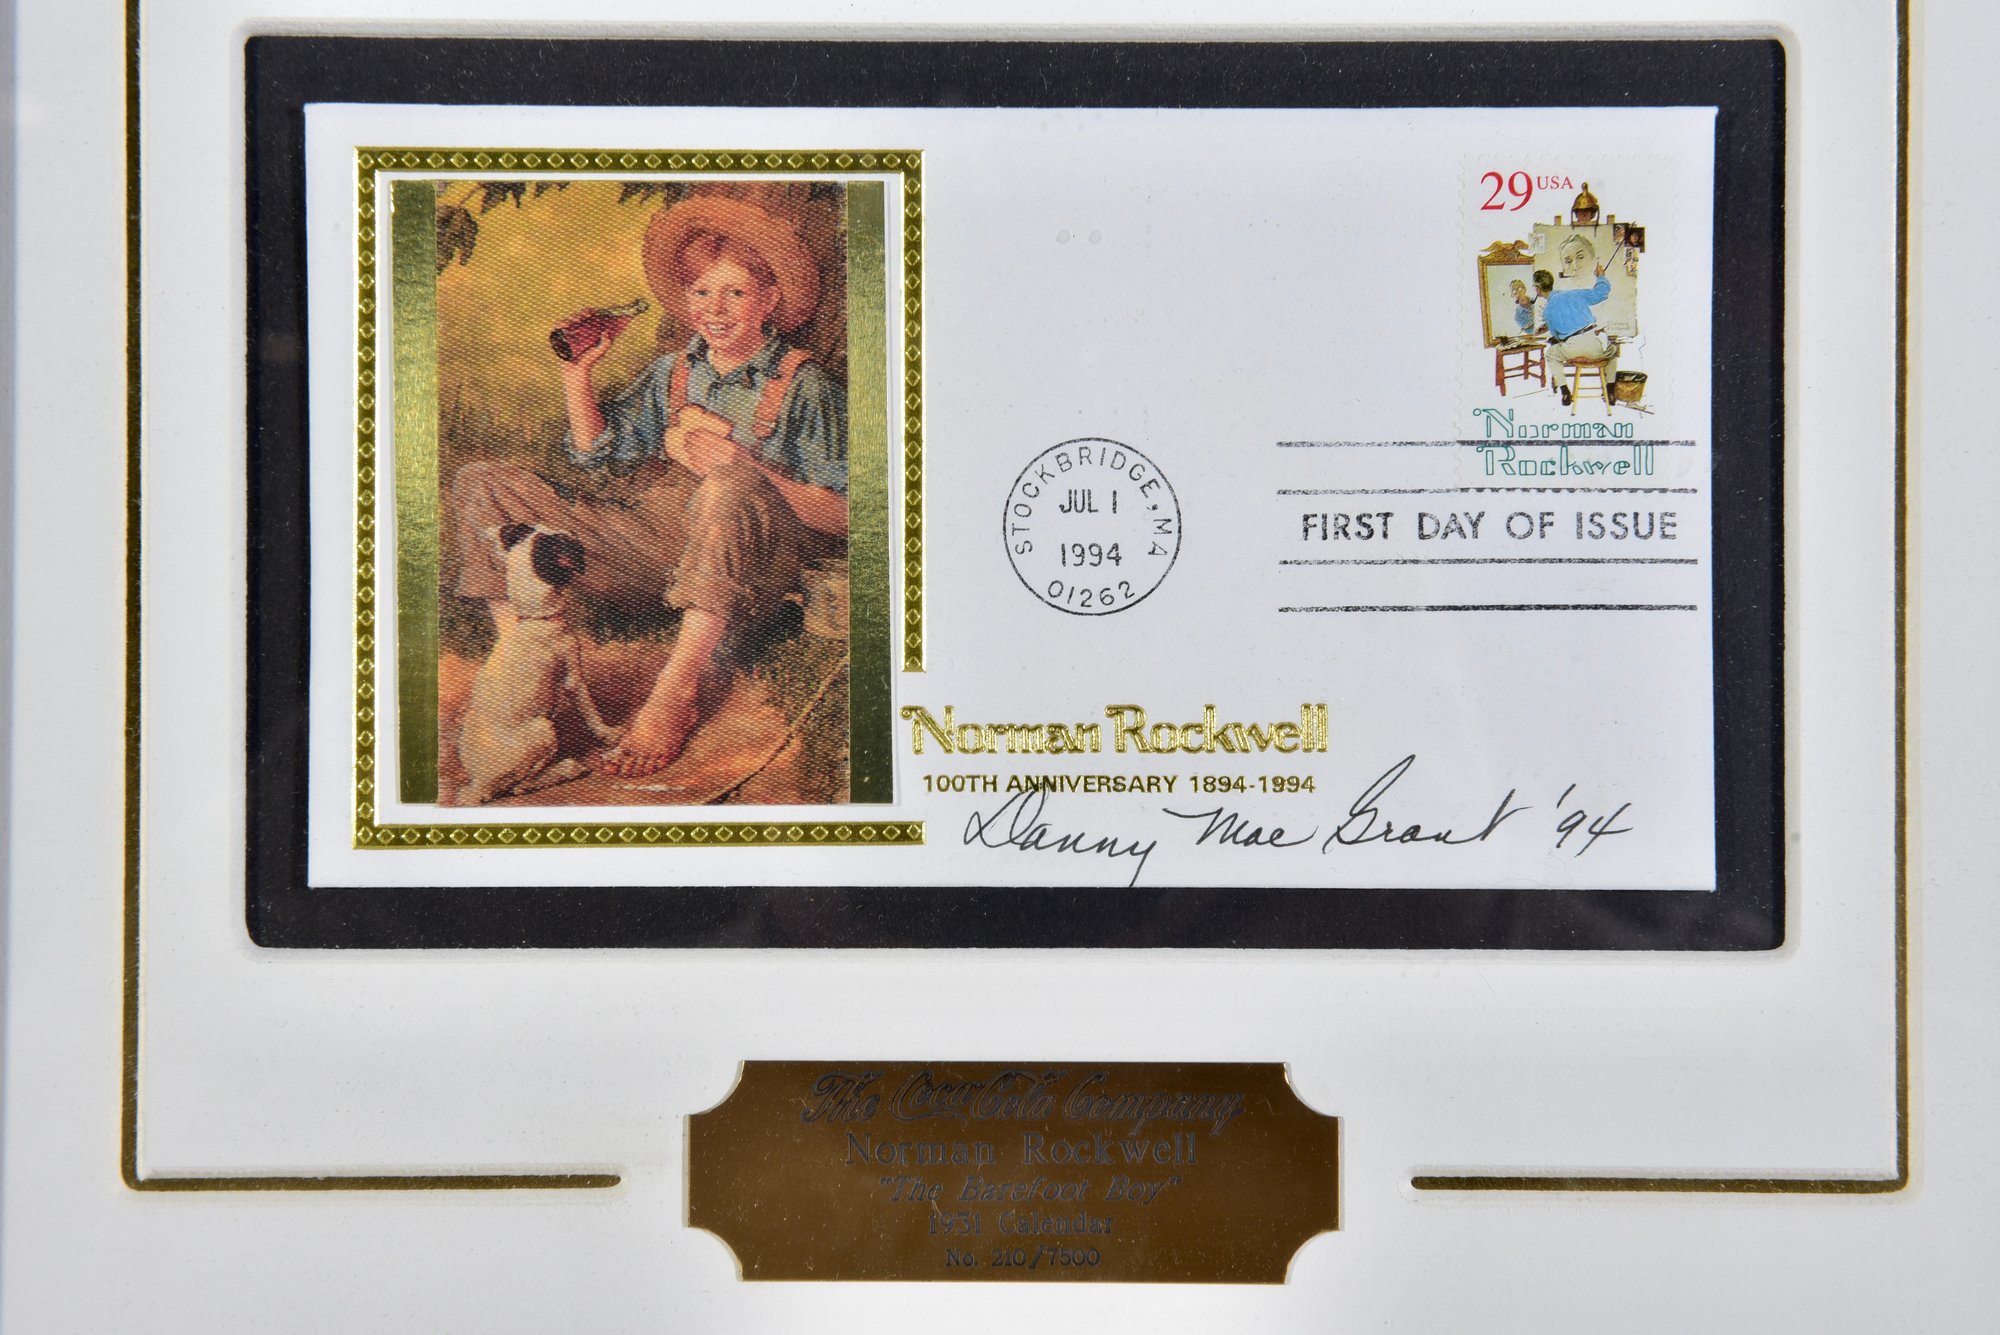 29 USA
Norman
Rockwell
STOCKBRIDGE, MA
JUL 1
1994
01262
FIRST DAY OF ISSUE
Norman Rockwell
100TH ANNIVERSARY 1894-1994
Danny Mae Grant '94
The Coca-Cola Company
Norman Rockwell
"The Barefoot Boy"
1931 Calendar
No. 210/7500